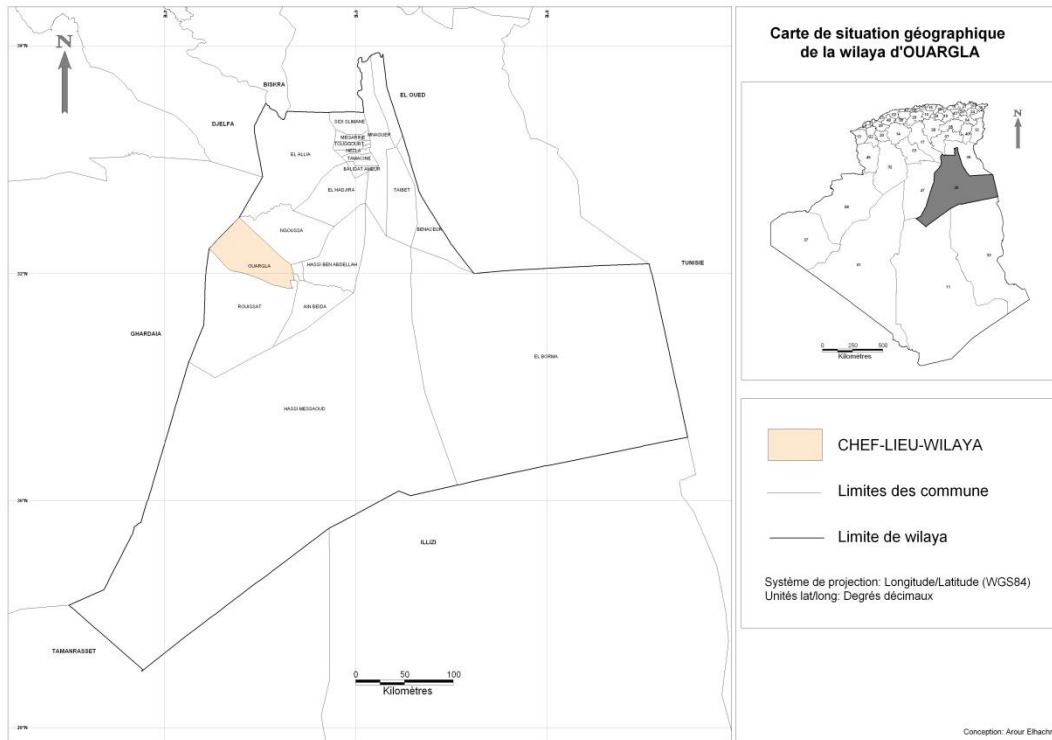 Carte de situation géographique
de la wilaya d'OUARGLA
N
BISKRA
EL OUED
DJELFA
SIDI SLIMANE
MNAGUER
MEGARINE
TOUGGOURT
NEZLA
EL ALLIA
TAMACINE
BALIDAT AMEUR
EL HADJIRA
TAIBET
NGOUSSA
BENACEUR
OUARGLA
HASSI BEN ABDELLAH
TUNISIE
ROUISSAT
AIN BEIDA
GHARDAIA
EL BORMA
HASSI MESSAOUD
ILLIZI
TAMANRASSET
0 50 100
Kilomètres
N
0 250 500
Kilomètres
CHEF-LIEU-WILAYA
Limites des commune
Limite de wilaya
Système de projection: Longitude/Latitude (WGS84)
Unités lat/long: Degrés décimaux
Conception: Arour Elhachm